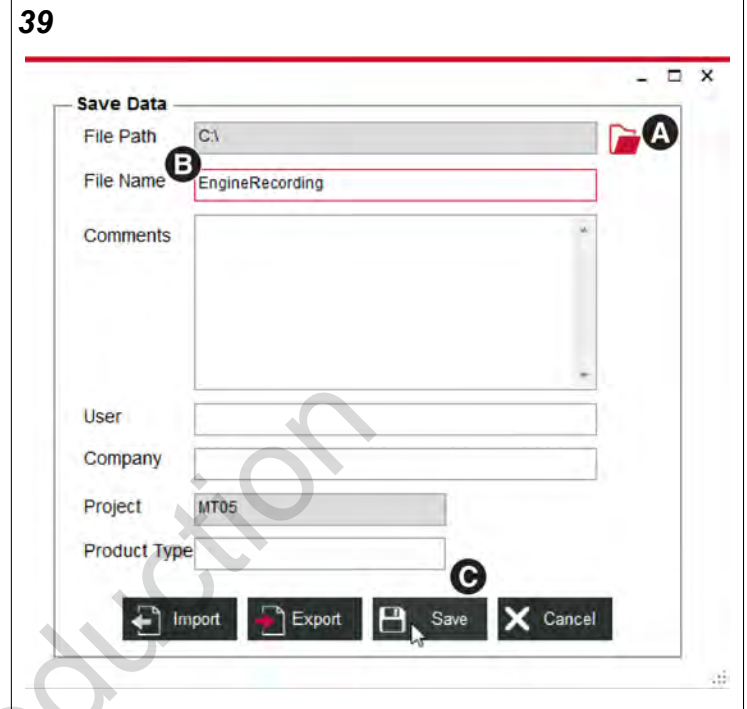 39
Save Data
File Path C:\ A
B
File Name EngineRecording
Comments
User
Company
Project MT05
Product Type
C
Import Export Save Cancel